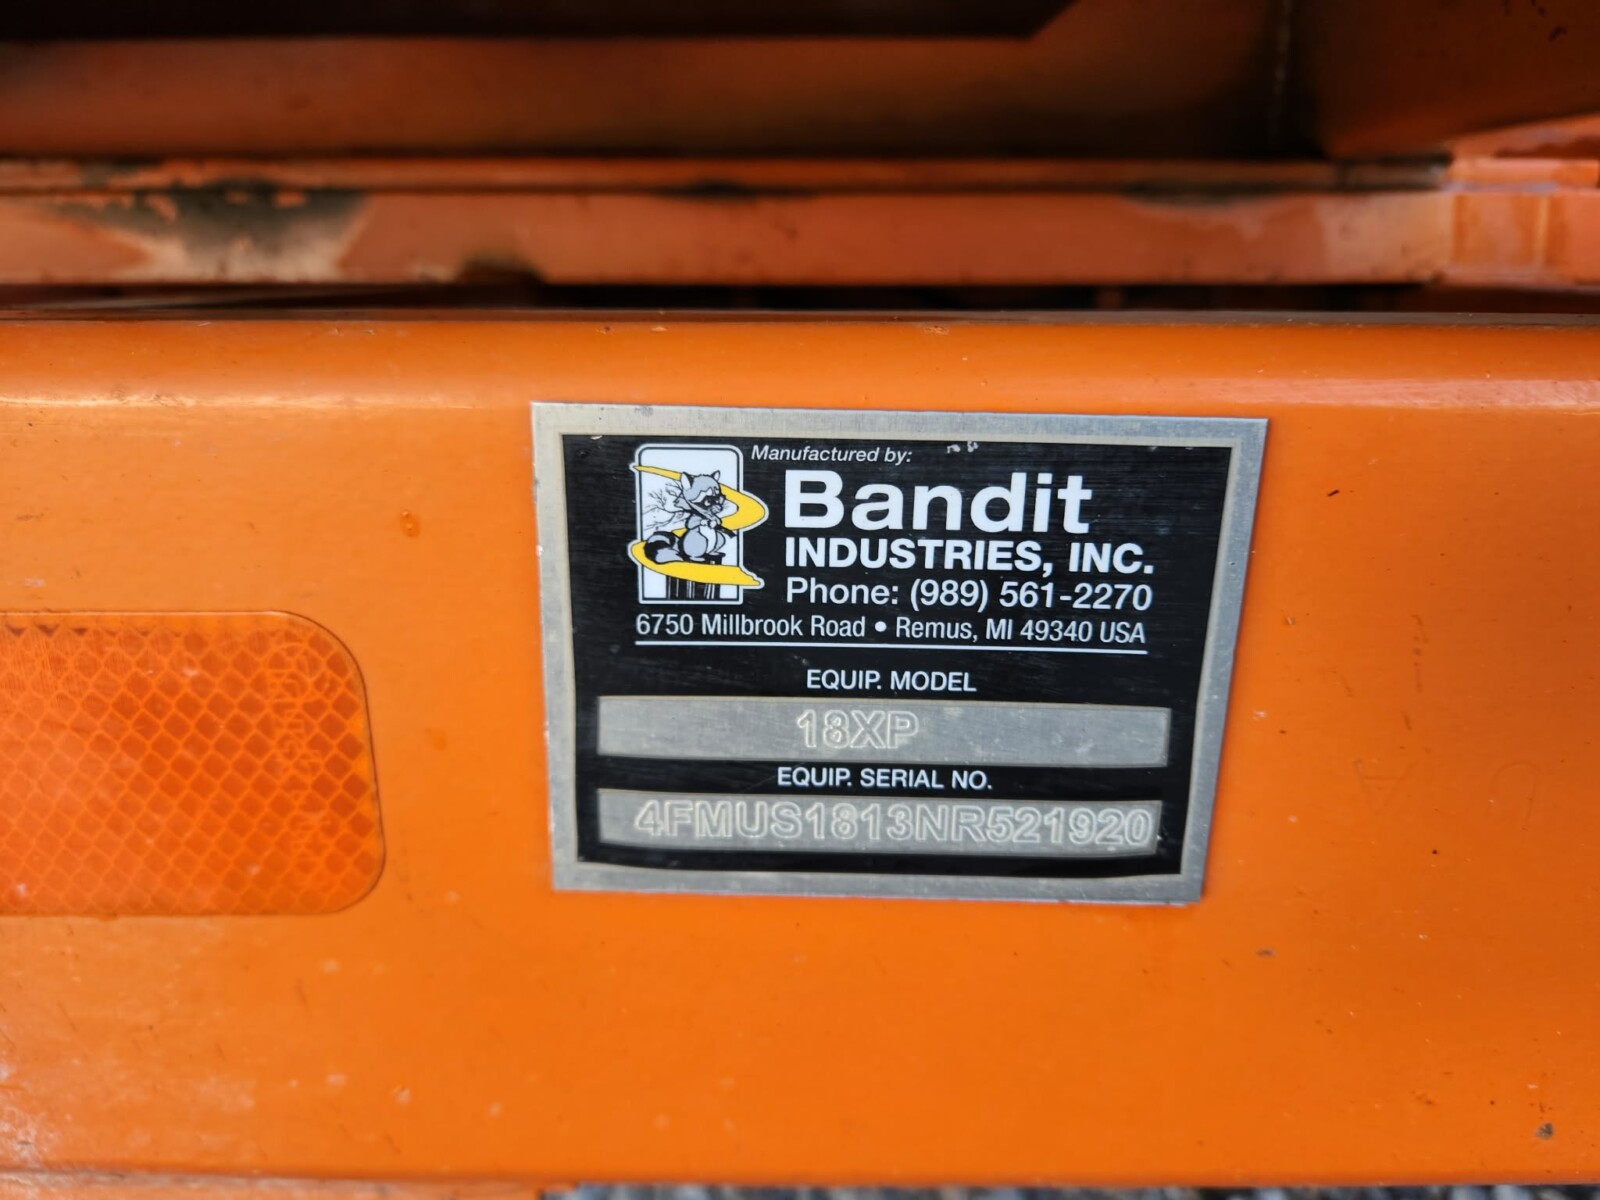 Manufactured by:
Bandit
INDUSTRIES, INC.
Phone: (989) 561-2270
6750 Millbrook Road • Remus, MI 49340 USA
EQUIP. MODEL
18XP
EQUIP. SERIAL NO.
4FMUS1813NR521920